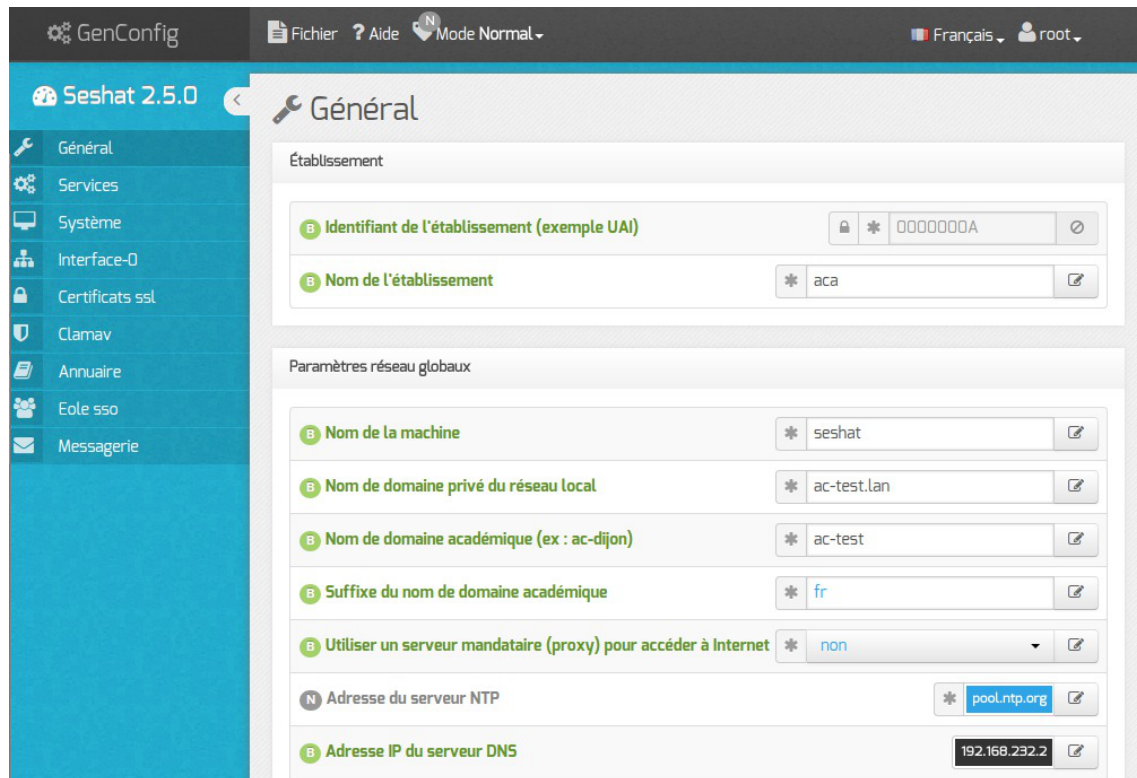 GenConfig
Fichier ? Aide N Mode Normal
Français root
Seshat 2.5.0
Général
Services
Système
Interface-0
Certificats ssl
Clamav
Annuaire
Eole sso
Messagerie
Général
Établissement
B Identifiant de l'établissement (exemple UAI) * 0000000A
B Nom de l'établissement * aca
Paramètres réseau globaux
B Nom de la machine * seshat
B Nom de domaine privé du réseau local * ac-test.lan
B Nom de domaine académique (ex : ac-dijon) * ac-test
B Suffixe du nom de domaine académique * fr
B Utiliser un serveur mandataire (proxy) pour accéder à Internet * non
N Adresse du serveur NTP * pool.ntp.org
B Adresse IP du serveur DNS 192.168.232.2